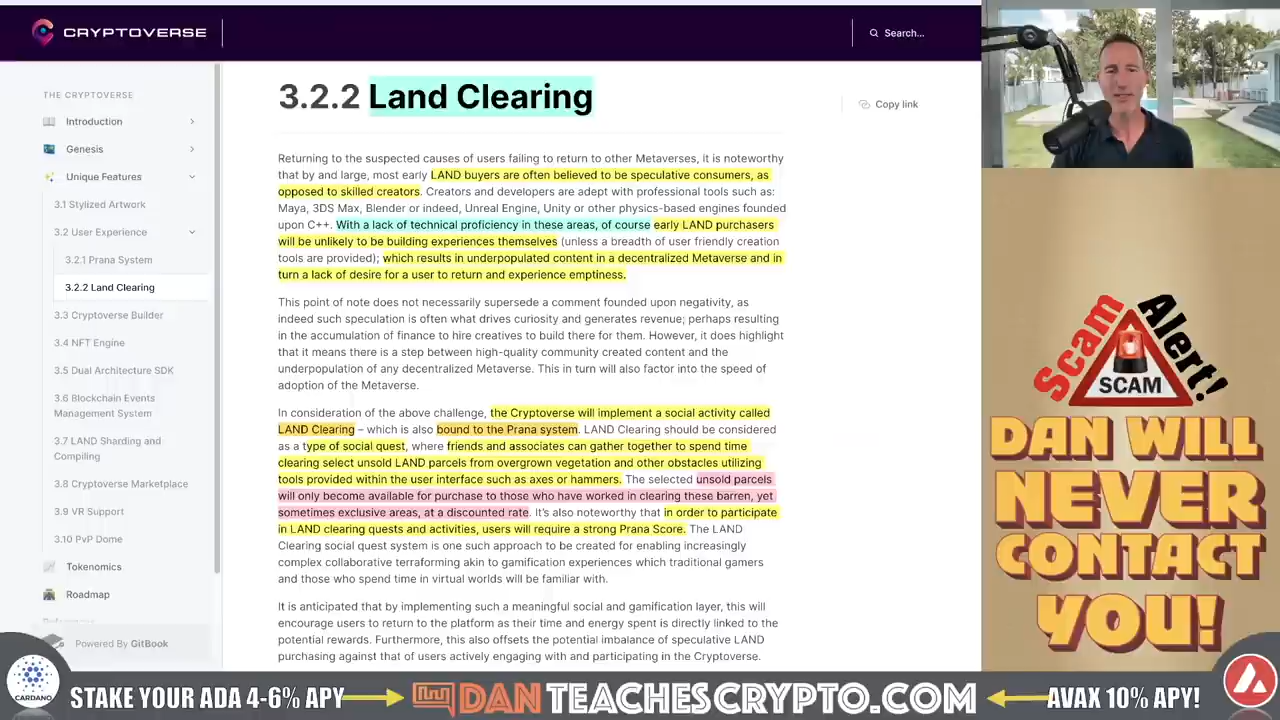 CRYPTOVERSE
Search...
THE CRYPTOVERSE
Introduction
Genesis
Unique Features
3.1 Stylized Artwork
3.2 User Experience
3.2.1 Prana System
3.2.2 Land Clearing
3.3 Cryptoverse Builder
3.4 NFT Engine
3.5 Dual Architecture SDK
3.6 Blockchain Events
Management System
3.7 LAND Sharding and
Compiling
3.8 Cryptoverse Marketplace
3.9 VR Support
3.10 PvP Dome
Tokenomics
Roadmap
Powered By GitBook
3.2.2 Land Clearing
Copy link
Returning to the suspected causes of users failing to return to other Metaverses, it is noteworthy
that by and large, most early LAND buyers are often believed to be speculative consumers, as
opposed to skilled creators. Creators and developers are adept with professional tools such as:
Maya, 3DS Max, Blender or indeed, Unreal Engine, Unity or other physics-based engines founded
upon C++. With a lack of technical proficiency in these areas, of course early LAND purchasers
will be unlikely to be building experiences themselves (unless a breadth of user friendly creation
tools are provided); which results in underpopulated content in a decentralized Metaverse and in
turn a lack of desire for a user to return and experience emptiness.
This point of note does not necessarily supersede a comment founded upon negativity, as
indeed such speculation is often what drives curiosity and generates revenue; perhaps resulting
in the accumulation of finance to hire creatives to build there for them. However, it does highlight
that it means there is a step between high-quality community created content and the
underpopulation of any decentralized Metaverse. This in turn will also factor into the speed of
adoption of the Metaverse.
In consideration of the above challenge, the Cryptoverse will implement a social activity called
LAND Clearing – which is also bound to the Prana system. LAND Clearing should be considered
as a type of social quest, where friends and associates can gather together to spend time
clearing select unsold LAND parcels from overgrown vegetation and other obstacles utilizing
tools provided within the user interface such as axes or hammers. The selected unsold parcels
will only become available for purchase to those who have worked in clearing these barren, yet
sometimes exclusive areas, at a discounted rate. It's also noteworthy that in order to participate
in LAND clearing quests and activities, users will require a strong Prana Score. The LAND
Clearing social quest system is one such approach to be created for enabling increasingly
complex collaborative terraforming akin to gamification experiences which traditional gamers
and those who spend time in virtual worlds will be familiar with.
It is anticipated that by implementing such a meaningful social and gamification layer, this will
encourage users to return to the platform as their time and energy spent is directly linked to the
potential rewards. Furthermore, this also offsets the potential imbalance of speculative LAND
purchasing against that of users actively engaging with and participating in the Cryptoverse.
Scam Alert!
SCAM
DAN WILL
NEVER
CONTACT
YOU!
CARDANO
STAKE YOUR ADA 4-6% APY
DANTEACHESCRYPTO.COM
AVAX 10% APY!